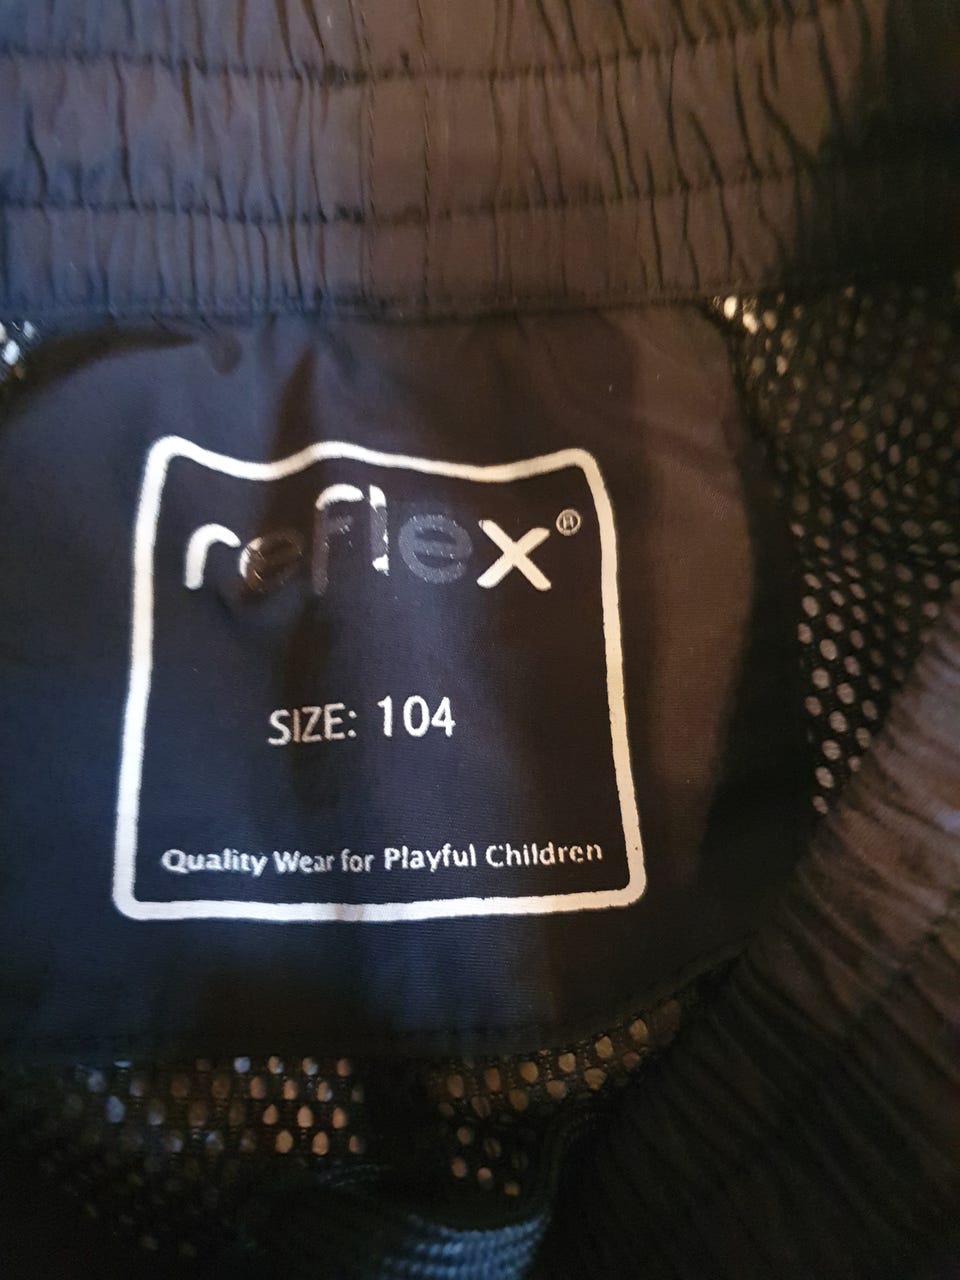 reflex®
SIZE: 104
Quality Wear for Playful Children